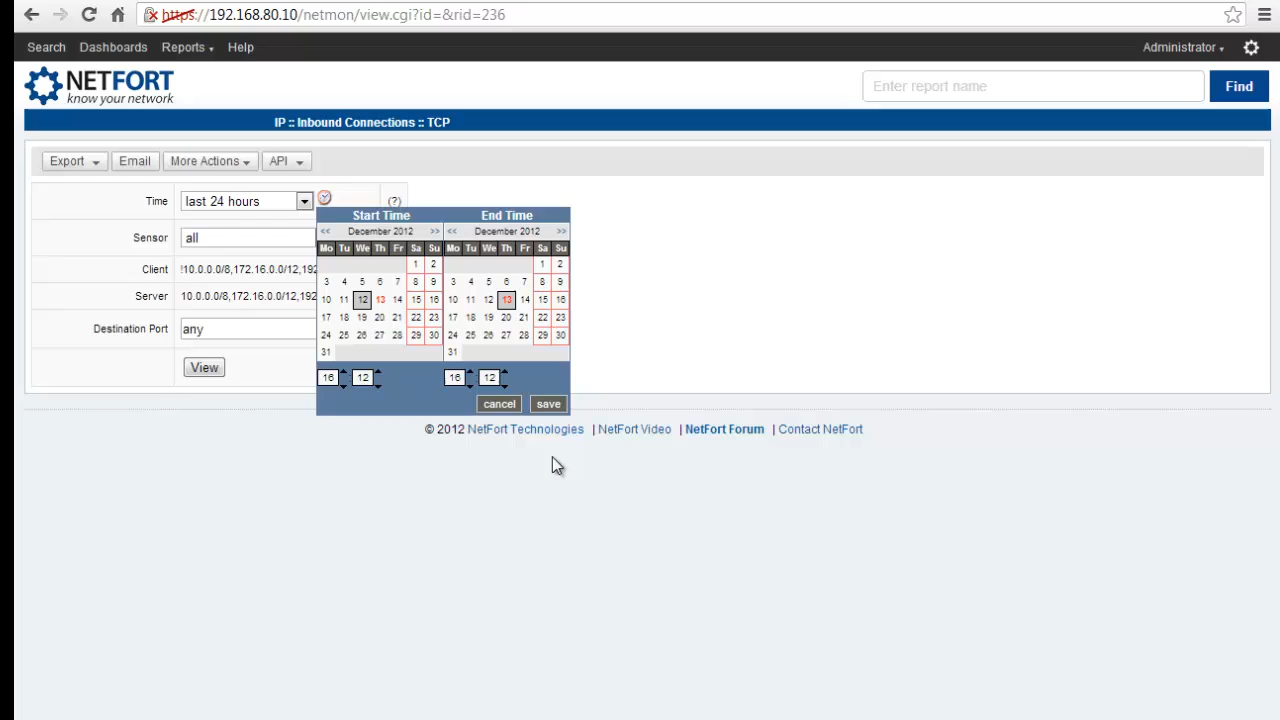 https://192.168.80.10/netmon/view.cgi?id=&rid=236
Search Dashboards Reports Help Administrator
NETFORT
know your network
Enter report name Find
IP :: Inbound Connections :: TCP
Export Email More Actions API
Time last 24 hours (?)
Start Time End Time
<< December 2012 >> << December 2012 >>
Sensor all
Mo Tu We Th Fr Sa Su Mo Tu We Th Fr Sa Su
1 2 1 2
Client !10.0.0.0/8,172.16.0.0/12,192
3 4 5 6 7 8 9 3 4 5 6 7 8 9
Server 10.0.0.0/8,172.16.0.0/12,192
10 11 12 13 14 15 16 10 11 12 13 14 15 16
17 18 19 20 21 22 23 17 18 19 20 21 22 23
Destination Port any
24 25 26 27 28 29 30 24 25 26 27 28 29 30
31 31
View
16 12 16 12
cancel save
© 2012 NetFort Technologies | NetFort Video | NetFort Forum | Contact NetFort